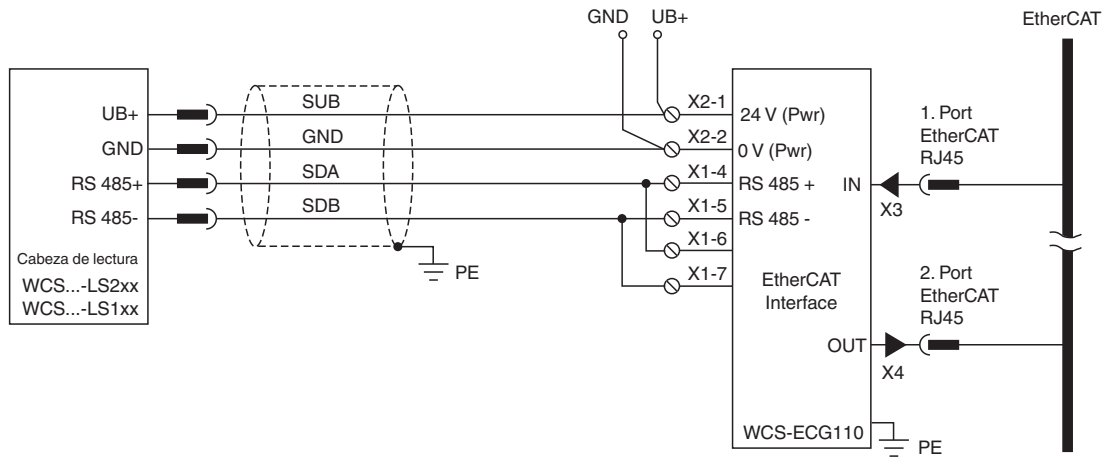 GND UB+
EtherCAT
UB+
GND
RS 485+
RS 485-
Cabeza de lectura
WCS...-LS2xx
WCS...-LS1xx
SUB
GND
SDA
SDB
PE
X2-1
X2-2
X1-4
X1-5
X1-6
X1-7
24 V (Pwr)
0 V (Pwr)
RS 485 +
RS 485 -
IN
EtherCAT
Interface
OUT
WCS-ECG110
PE
X3
1. Port
EtherCAT
RJ45
2. Port
EtherCAT
RJ45
X4